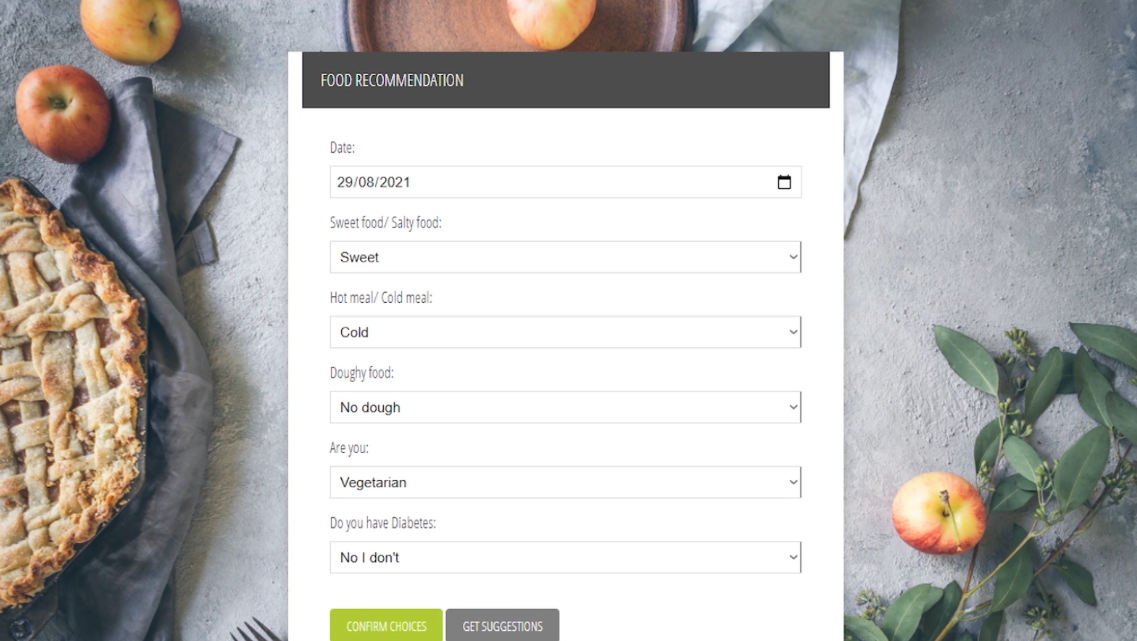 FOOD RECOMMENDATION
Date:
29/08/2021
Sweet food/ Salty food:
Sweet
Hot meal/ Cold meal:
Cold
Doughy food:
No dough
Are you:
Vegetarian
Do you have Diabetes:
No I don't
CONFIRM CHOICES GET SUGGESTIONS